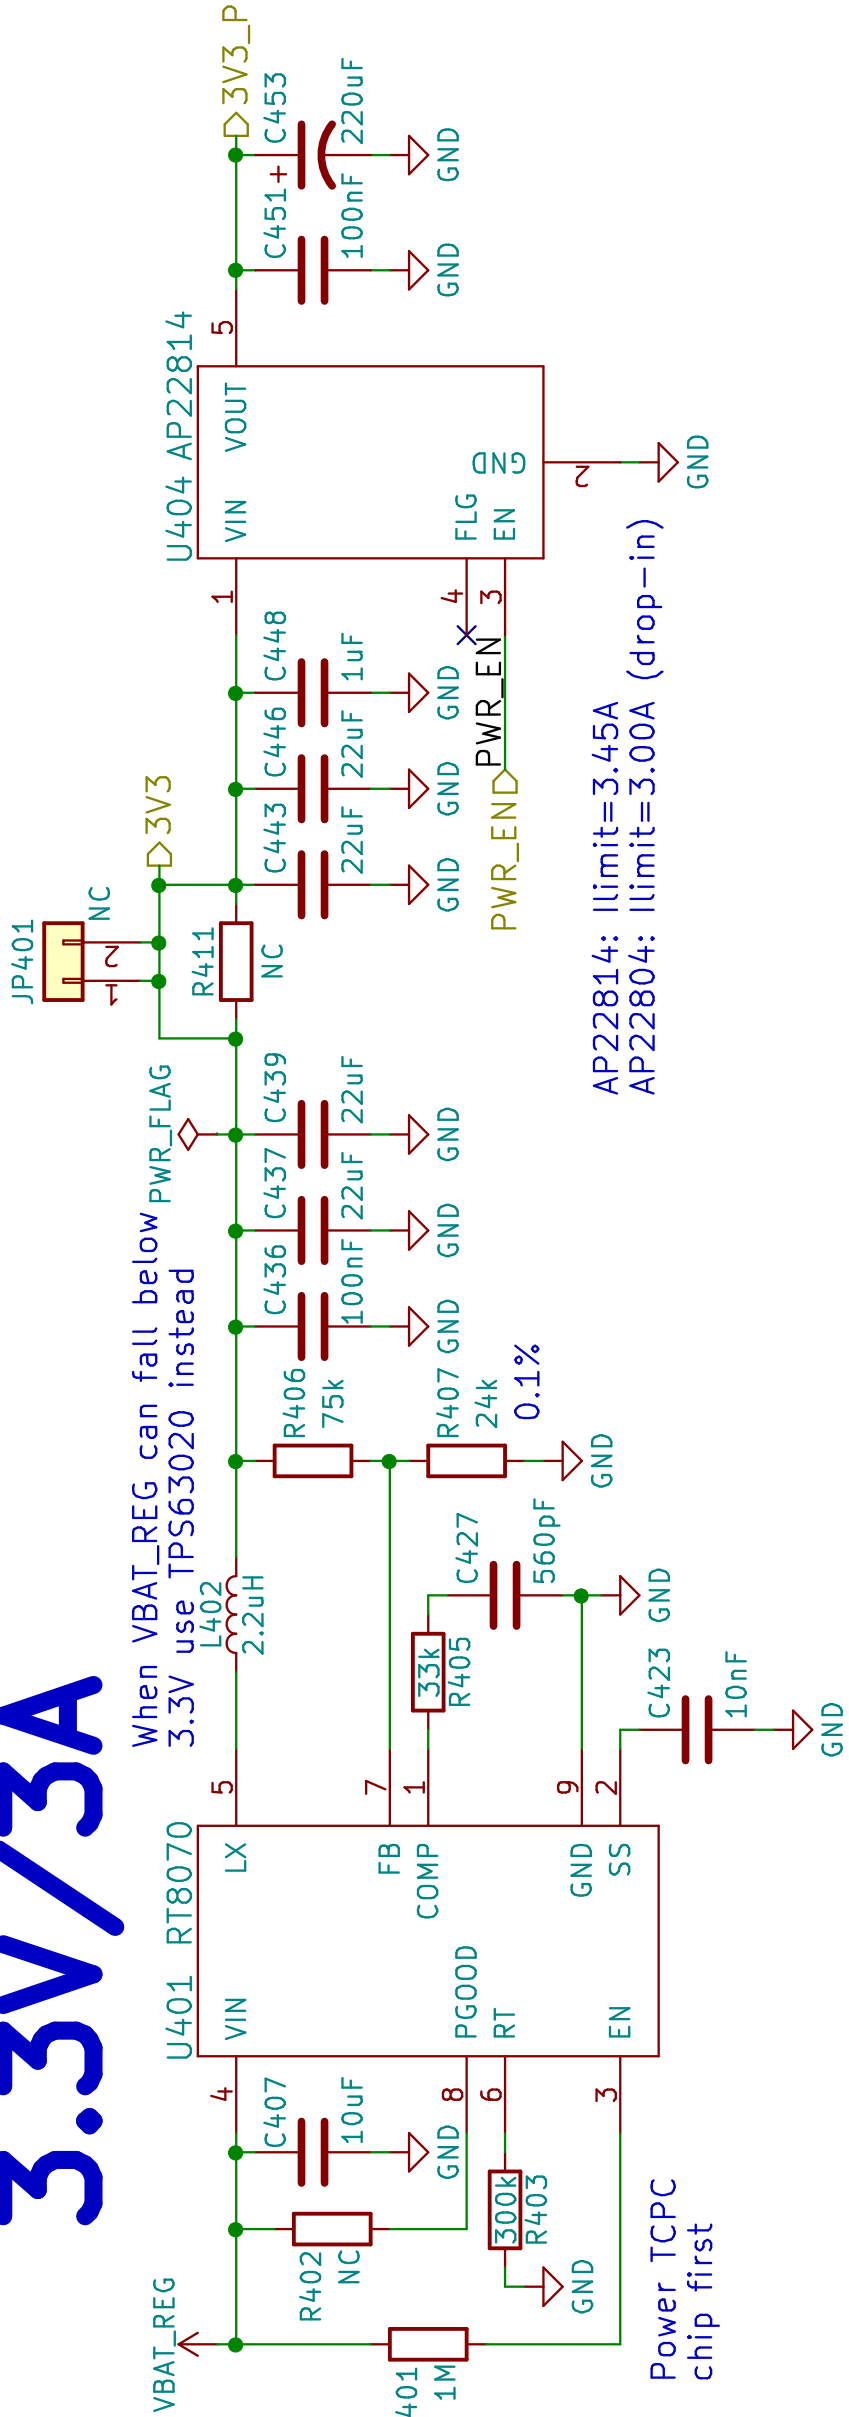 3.3V/3A
When VBAT_REG can fall below
3.3V use TPS63020 instead
VBAT_REG
401
1M
R402
NC
C407
10uF
GND
R403
300k
GND
Power TCPC
chip first
U401 RT8070
VIN
4
PGOOD
8
RT
6
EN
3
LX
5
FB
7
COMP
1
GND
9
SS
2
L402
2.2uH
R405
33k
C427
560pF
GND
C423
10nF
GND
R406
75k
R407
24k
0.1%
GND
C436
100nF
GND
C437
22uF
GND
C439
22uF
GND
PWR_FLAG
JP401
NC
1
2
R411
NC
3V3
C443
22uF
GND
C446
22uF
GND
C448
1uF
GND
PWR_EN
PWR_EN
U404 AP22814
VIN
1
VOUT
5
FLG
4
EN
3
GND
2
GND
AP22814: Ilimit=3.45A
AP22804: Ilimit=3.00A (drop-in)
C451
100nF
GND
C453
+
220uF
GND
3V3_P